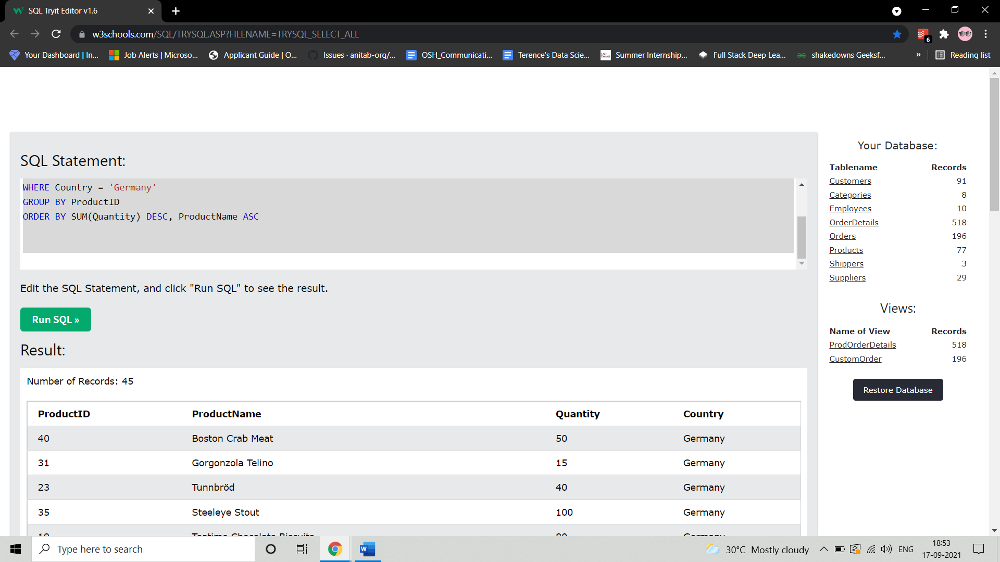 SQL Tryit Editor v1.6
w3schools.com/SQL/TRYSQL.ASP?FILENAME=TRYSQL_SELECT_ALL
6
Your Dashboard | In...
Job Alerts | Microso...
Applicant Guide | O...
Issues · anitab-org/...
OSH_Communicati...
Terence's Data Scie...
Summer Internship...
Full Stack Deep Lea...
shakedowns Geeksf...
»
Reading list
SQL Statement:
WHERE Country = 'Germany'
GROUP BY ProductID
ORDER BY SUM(Quantity) DESC, ProductName ASC
Edit the SQL Statement, and click "Run SQL" to see the result.
Run SQL »
Result:
Number of Records: 45
ProductID ProductName Quantity Country
40 Boston Crab Meat 50 Germany
31 Gorgonzola Telino 15 Germany
23 Tunnbröd 40 Germany
35 Steeleye Stout 100 Germany
19 Teatime Chocolate Biscuits 80 Germany
Your Database:
Tablename Records
Customers 91
Categories 8
Employees 10
OrderDetails 518
Orders 196
Products 77
Shippers 3
Suppliers 29
Views:
Name of View Records
ProdOrderDetails 518
CustomOrder 196
Restore Database
Type here to search
30°C Mostly cloudy
ENG
18:53
17-09-2021